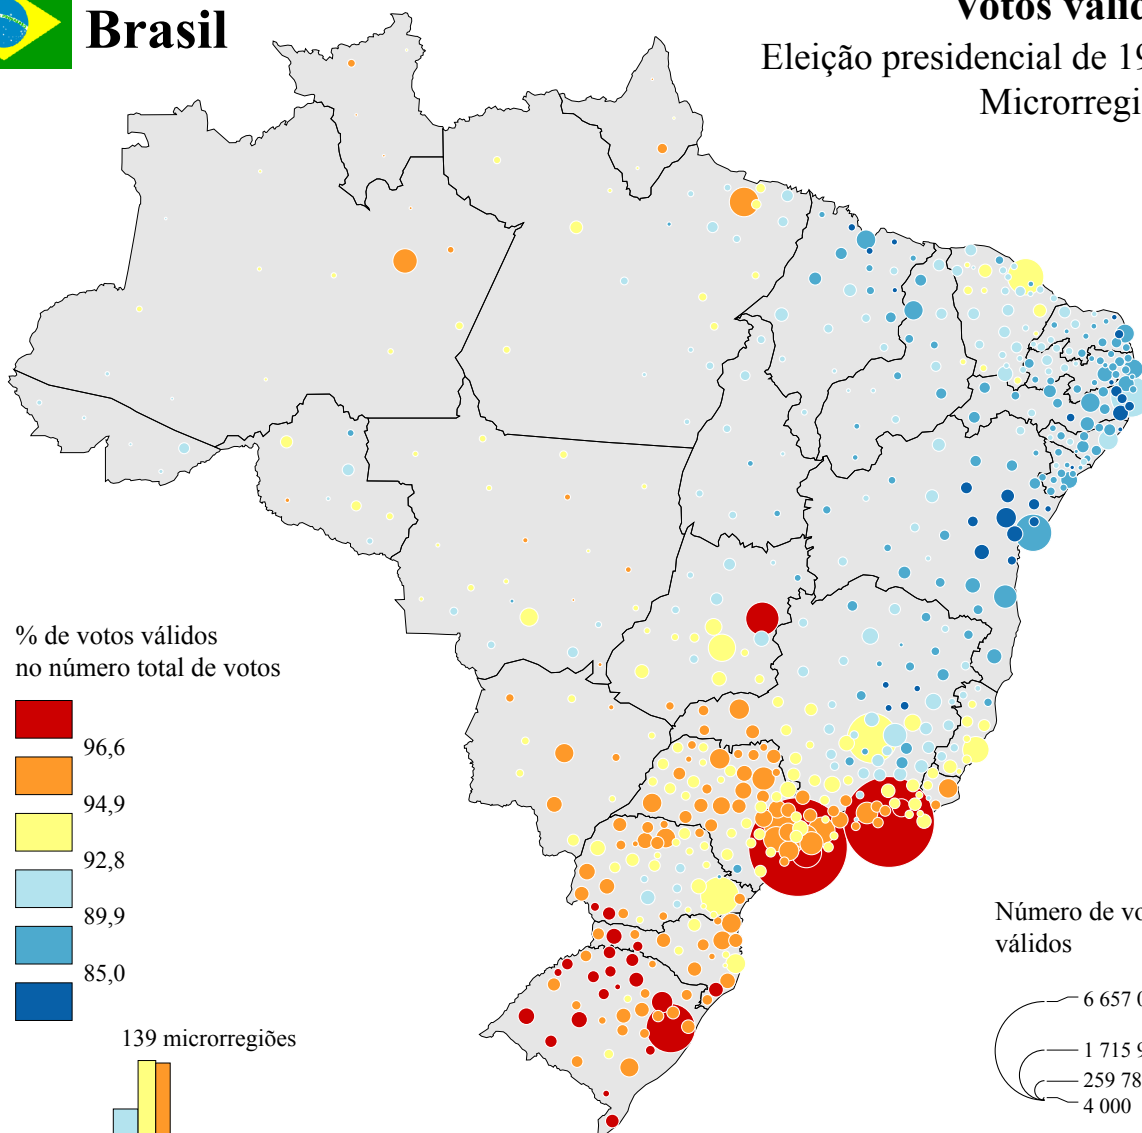 Brasil
Votos válid
Eleição presidencial de 19
Microrregi
% de votos válidos
no número total de votos
96,6
94,9
92,8
89,9
85,0
139 microrregiões
Número de vo
válidos
6 657 0
1 715 9
259 78
4 000